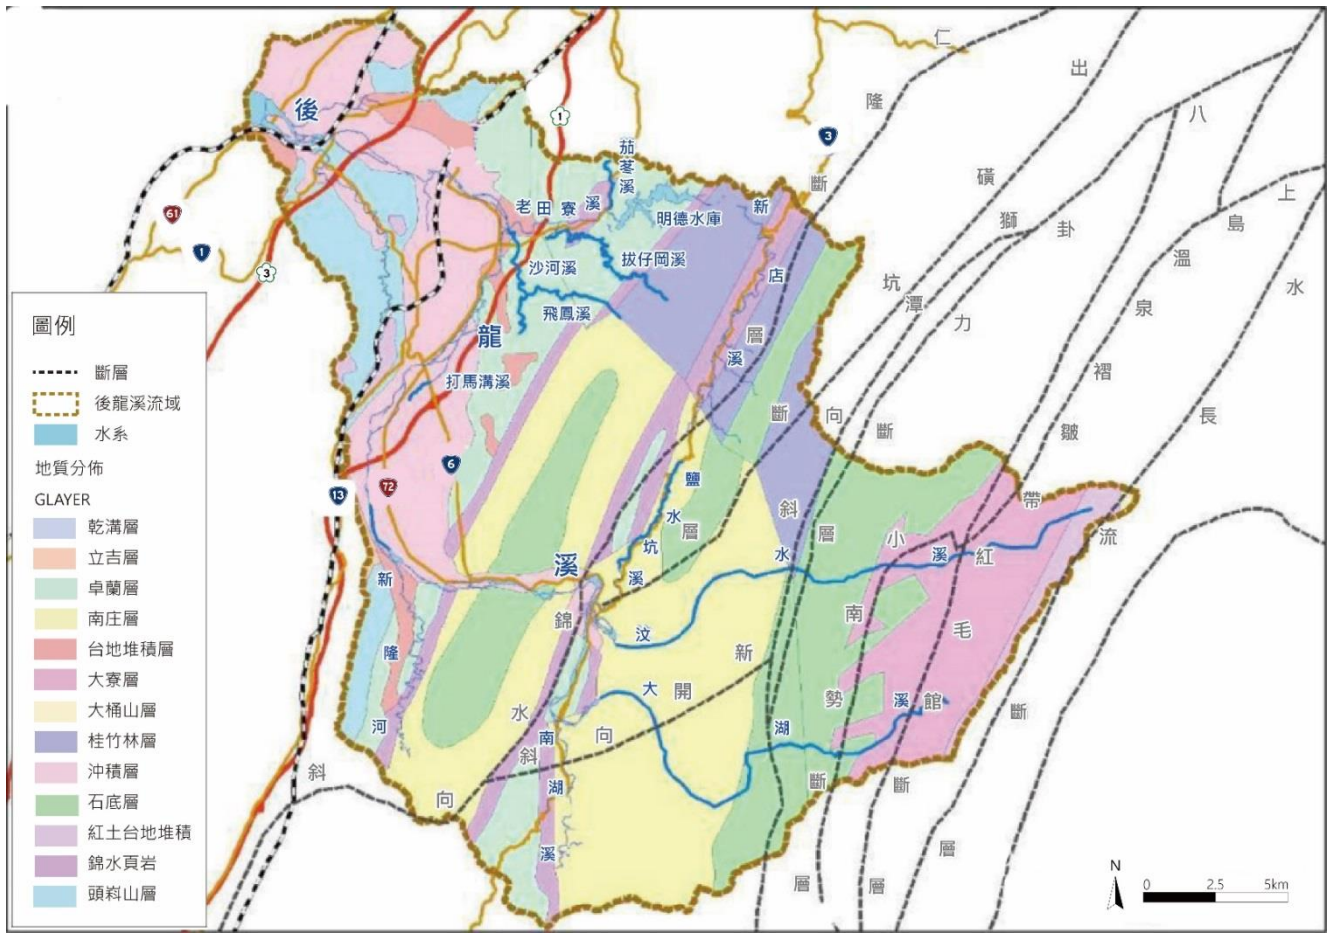 仁
出
隆
八
後
1
茄苳溪
3
斷
磺
上
61
老田寮溪
明德水庫
新
獅
卦
島
1
3
沙河溪
拔仔岡溪
店
坑
潭
溫
水
飛鳳溪
泉
龍
層
力
溪
打馬溝溪
褶
斷
向
斷
長
皺
6
13
72
鹽
水
坑
溪
層
斜
層
帶
流
小
溪
紅
水
溪
新
錦
汶
南
毛
隆
新
大
開
勢
溪
館
河
水
斜
南
向
湖
斷
斜
向
湖
斷
斷
溪
層
層
層
圖例
斷層
後龍溪流域
水系
地質分佈
GLAYER
乾溝層
立吉層
卓蘭層
南庄層
台地堆積層
大寮層
大桶山層
桂竹林層
沖積層
石底層
紅土台地堆積
錦水頁岩
頭嵙山層
N
0 2.5 5km